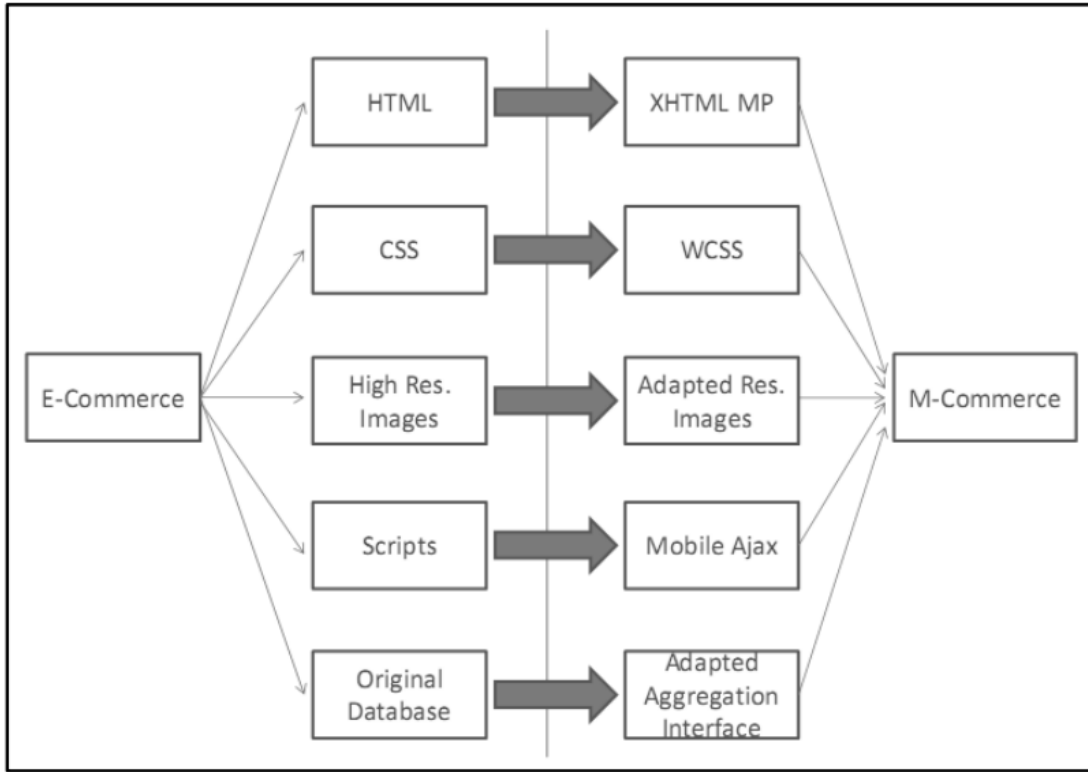 HTML
XHTML MP
CSS
WCSS
E-Commerce
High Res.
Images
Adapted Res.
Images
M-Commerce
Scripts
Mobile Ajax
Original
Database
Adapted
Aggregation
Interface